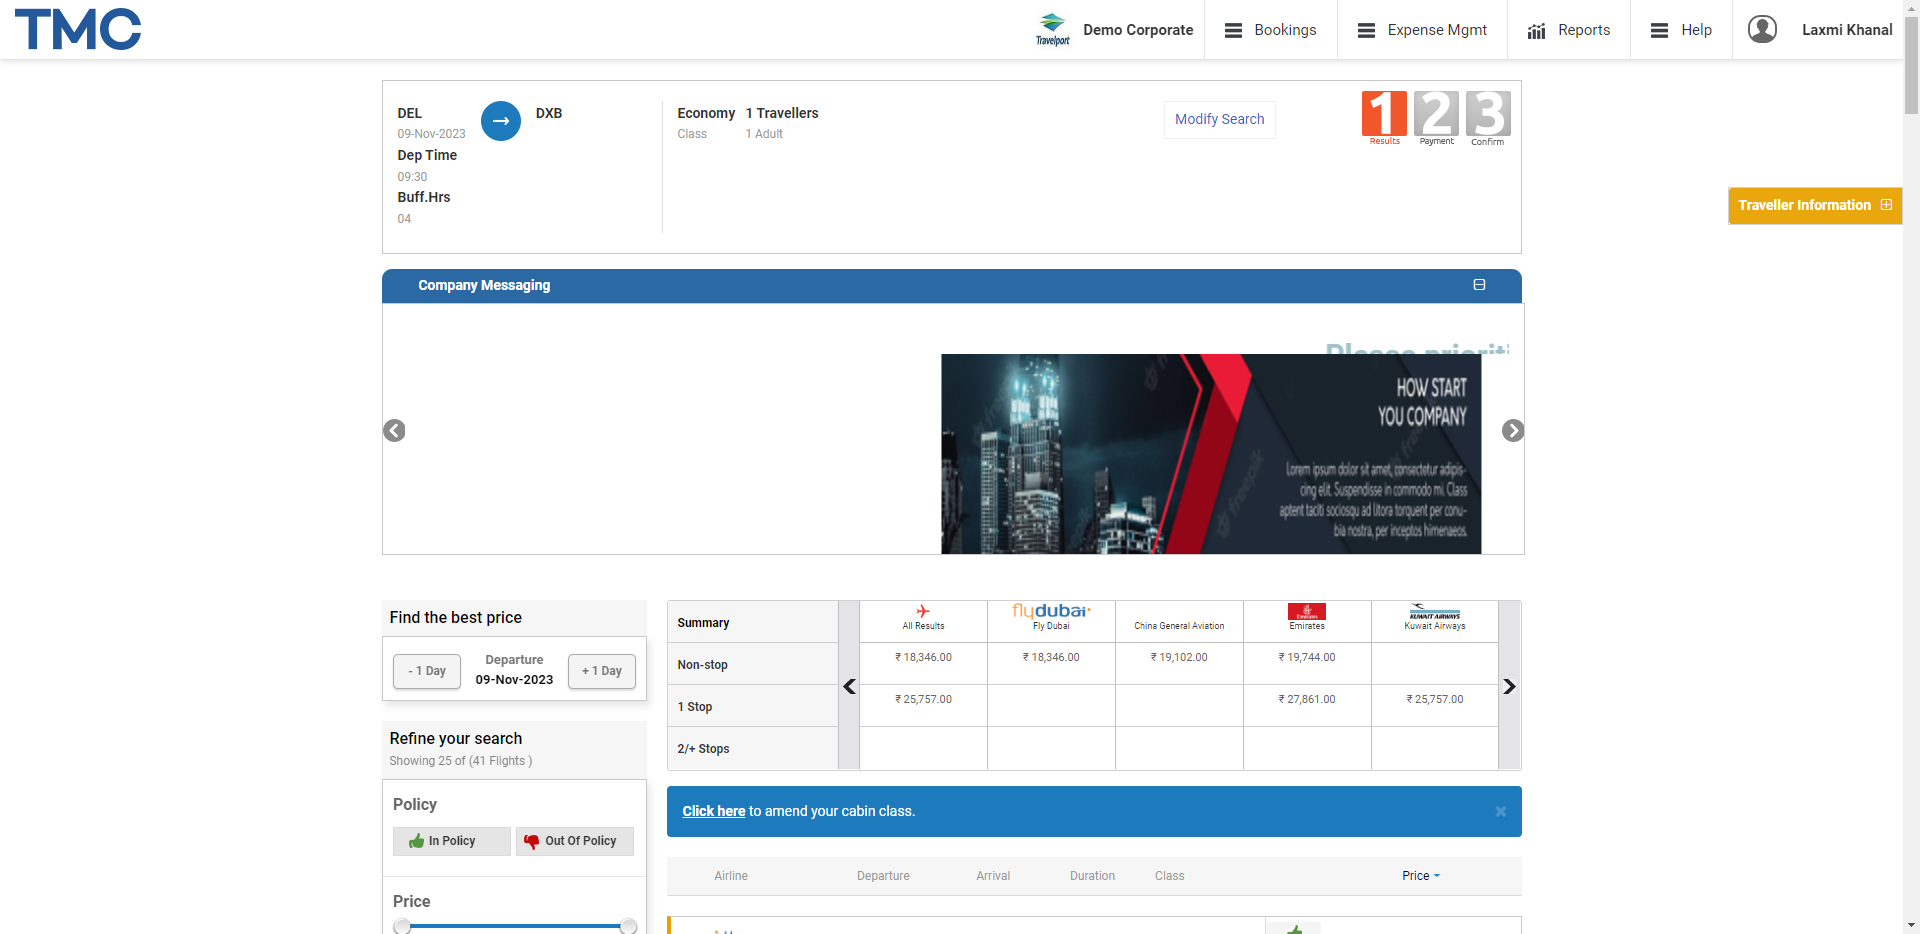 TMC
Travelport
Demo Corporate
Bookings
Expense Mgmt
Reports
Help
Laxmi Khanal
DEL
09-Nov-2023
DXB
Dep Time
09:30
Buff.Hrs
04
Economy
Class
1 Travellers
1 Adult
Modify Search
1 2 3
Results Payment Confirm
Traveller Information
Company Messaging
Please
HOW START
YOU COMPANY
Lorem ipsum dolor sit amet, consectetur adipis-
cing elit. Suspendisse in commodo mi. Class
aptent taciti sociosqu ad litora torquent per conu-
bia nostra, per inceptos himenaeos.
freepik
Find the best price
- 1 Day
Departure
09-Nov-2023
+ 1 Day
Refine your search
Showing 25 of (41 Flights )
Policy
In Policy
Out Of Policy
Price
Summary
All Results
flydubai
Fly Dubai
China General Aviation
Emirates
Emirates
KUWAIT AIRWAYS
Kuwait Airways
Non-stop
₹ 18,346.00
₹ 18,346.00
₹ 19,102.00
₹ 19,744.00
1 Stop
₹ 25,757.00
₹ 27,861.00
₹ 25,757.00
2/+ Stops
Click here to amend your cabin class.
Airline
Departure
Arrival
Duration
Class
Price